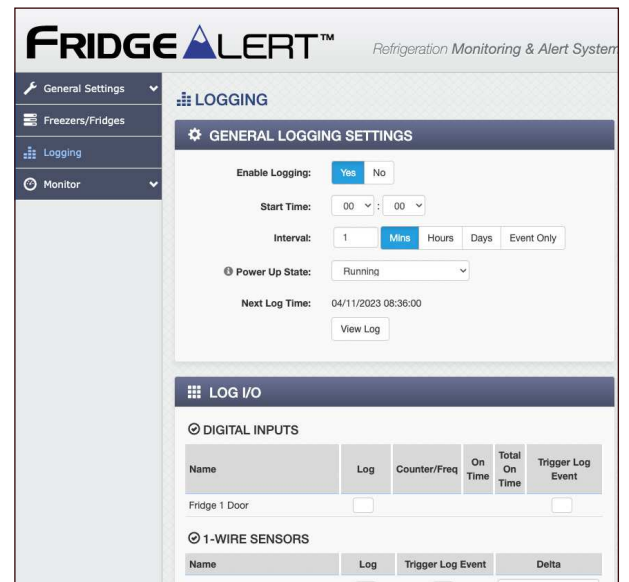 FRIDGEALERT™
Refrigeration Monitoring & Alert System
General Settings
Freezers/Fridges
Logging
Monitor
LOGGING
GENERAL LOGGING SETTINGS
Enable Logging: Yes No
Start Time: 00 : 00
Interval: 1 Mins Hours Days Event Only
Power Up State: Running
Next Log Time: 04/11/2023 08:36:00
View Log
LOG I/O
DIGITAL INPUTS
Name Log Counter/Freq On Time Total On Time Trigger Log Event
Fridge 1 Door
1-WIRE SENSORS
Name Log Trigger Log Event Delta